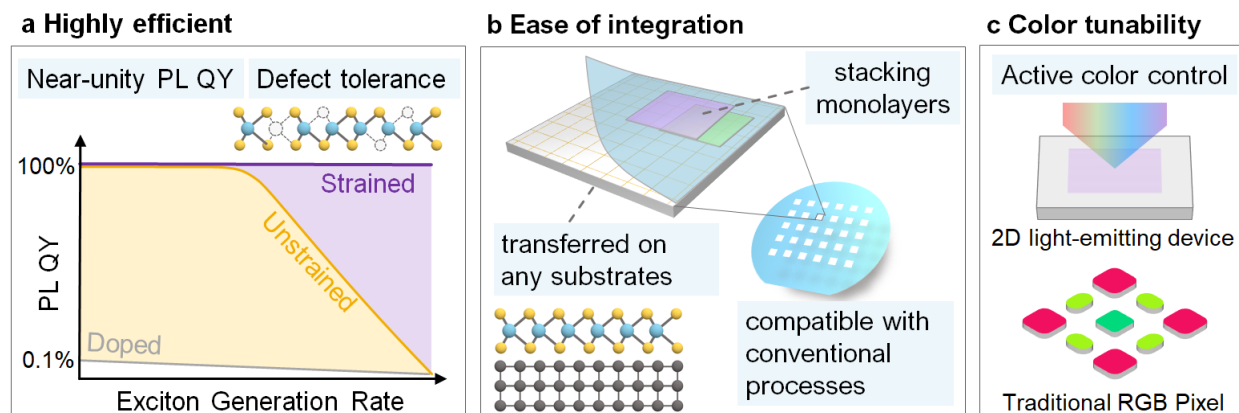 a Highly efficient
Near-unity PL QY
Defect tolerance
100%
Strained
Unstrained
PL QY
Doped
0.1%
Exciton Generation Rate
b Ease of integration
stacking
monolayers
transferred on
any substrates
compatible with
conventional
processes
c Color tunability
Active color control
2D light-emitting device
Traditional RGB Pixel